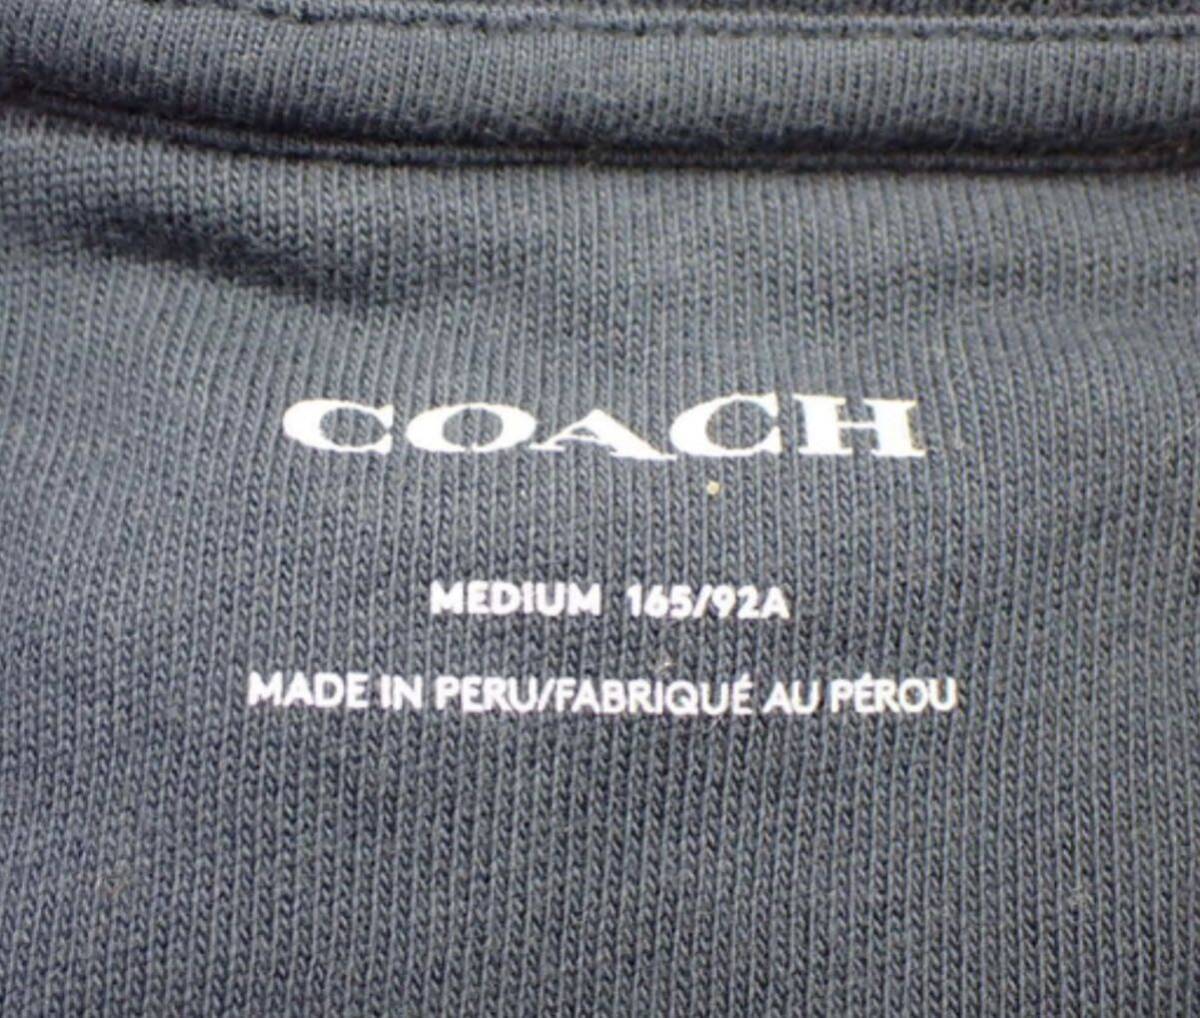 COACH
MEDIUM 165/92A
MADE IN PERU/FABRIQUÉ AU PÉROU